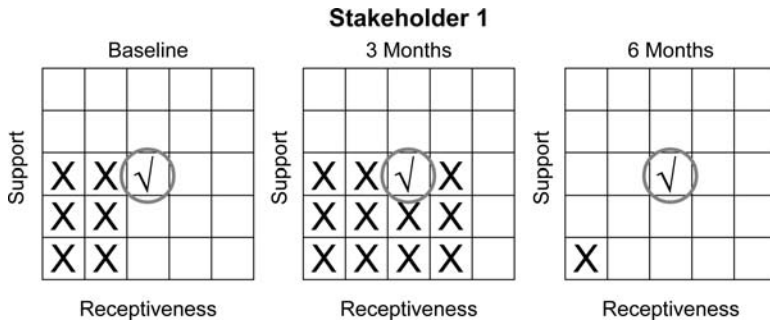 Stakeholder 1
Baseline 3 Months 6 Months
Support Support Support
X X √ X X √ X √
X X X X X X
X X X X X X X
Receptiveness Receptiveness Receptiveness